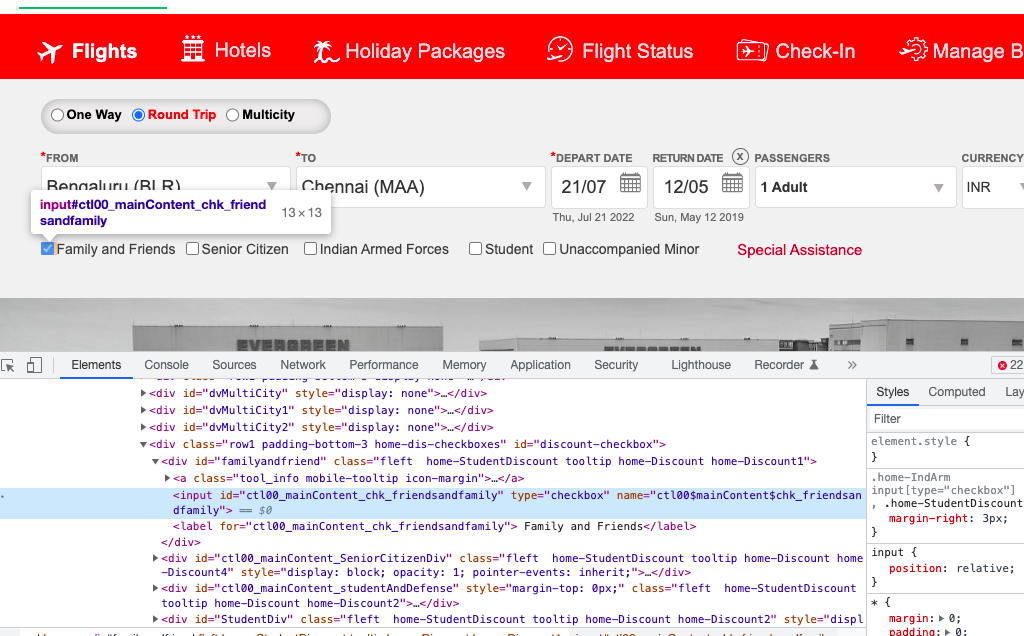 Flights Hotels Holiday Packages Flight Status Check-In Manage B
One Way Round Trip Multicity
*FROM *TO *DEPART DATE RETURN DATE X PASSENGERS CURRENCY
Bengaluru (BLR) Chennai (MAA) 21/07 12/05 1 Adult INR
Thu, Jul 21 2022 Sun, May 12 2019
input#ctl00_mainContent_chk_friend 13 × 13
sandfamily
Family and Friends Senior Citizen Indian Armed Forces Student Unaccompanied Minor Special Assistance
EVERGREEN EVERGREEN
Elements Console Sources Network Performance Memory Application Security Lighthouse Recorder » 22
<div id="dvMultiCity" style="display: none">…</div>
<div id="dvMultiCity1" style="display: none">…</div>
<div id="dvMultiCity2" style="display: none">…</div>
<div class="row1 padding-bottom-3 home-dis-checkboxes" id="discount-checkbox">
<div id="familyandfriend" class="fleft  home-StudentDiscount tooltip home-Discount home-Discount1">
<a class="tool_info mobile-tooltip icon-margin">…</a>
<input id="ctl00_mainContent_chk_friendsandfamily" type="checkbox" name="ctl00$mainContent$chk_friendsan
dfamily"> == $0
<label for="ctl00_mainContent_chk_friendsandfamily"> Family and Friends</label>
</div>
<div id="ctl00_mainContent_SeniorCitizenDiv" class="fleft  home-StudentDiscount tooltip home-Discount home
-Discount4" style="display: block; opacity: 1; pointer-events: inherit;">…</div>
<div id="ctl00_mainContent_studentAndDefense" style="margin-top: 0px;" class="fleft  home-StudentDiscount
tooltip home-Discount home-Discount2">…</div>
<div id="StudentDiv" class="fleft  home-StudentDiscount tooltip home-Discount home-Discount2" style="displ
Styles Computed Lay
Filter
element.style {
}
.home-IndArm
input[type="checkbox"]
, .home-StudentDiscount
margin-right: 3px;
}
input {
position: relative;
}
* {
margin: 0;
padding: 0;